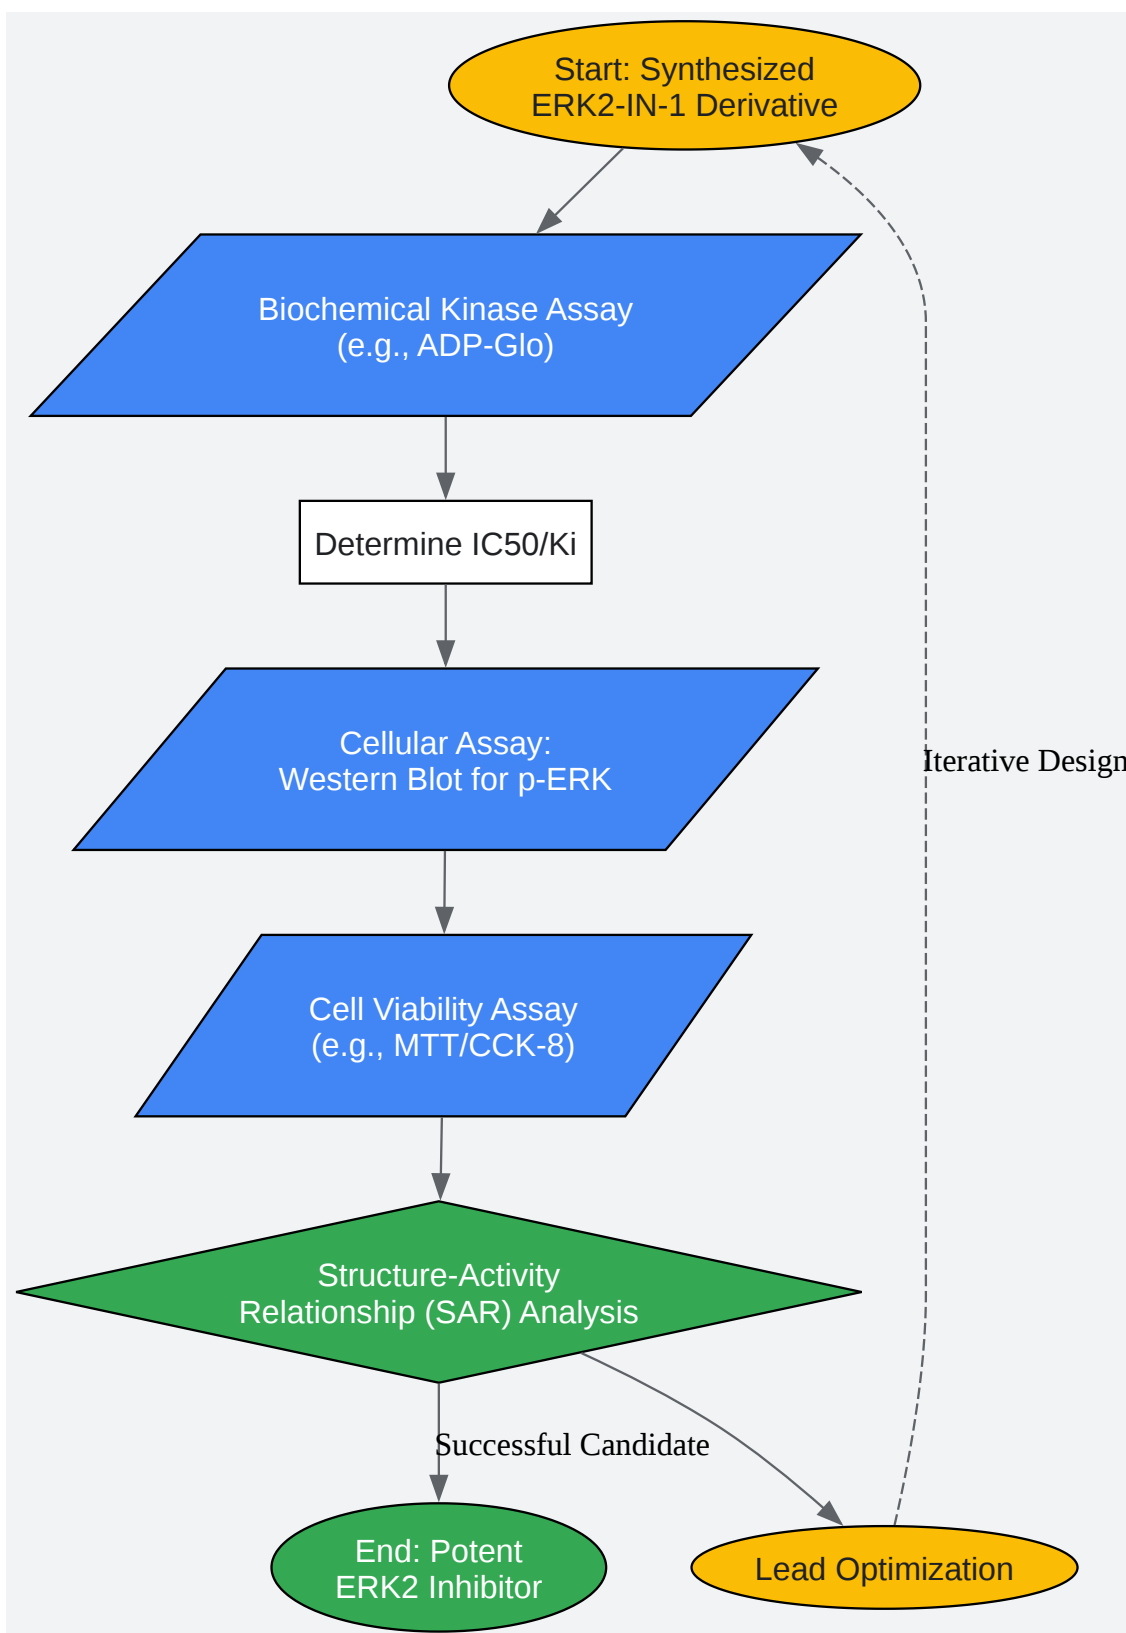 Start: Synthesized
ERK2-IN-1 Derivative
Biochemical Kinase Assay
(e.g., ADP-Glo)
Determine IC50/Ki
Cellular Assay:
Western Blot for p-ERK
Iterative Design
Cell Viability Assay
(e.g., MTT/CCK-8)
Structure-Activity
Relationship (SAR) Analysis
Successful Candidate
End: Potent
ERK2 Inhibitor
Lead Optimization